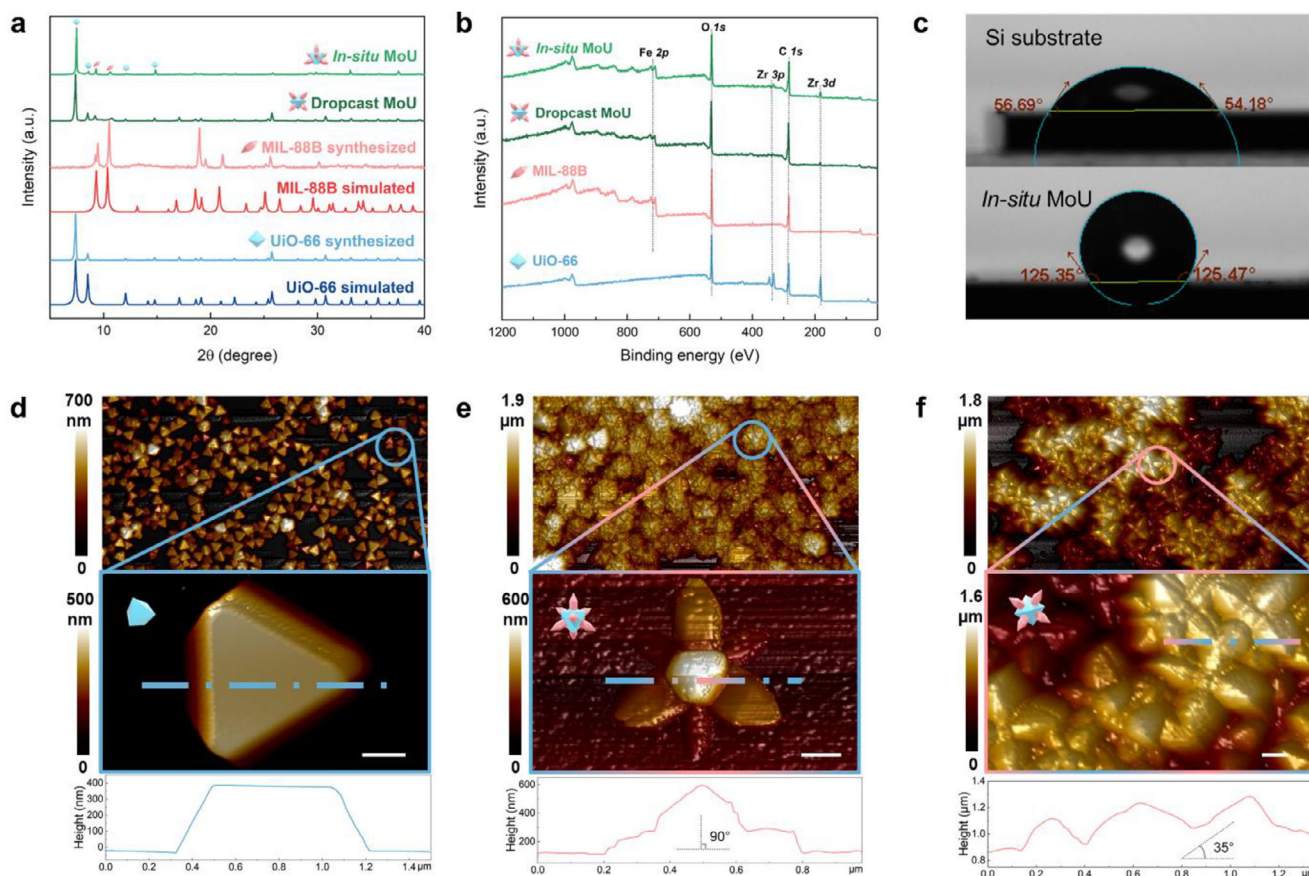 a
In-situ MoU
Dropcast MoU
MIL-88B synthesized
MIL-88B simulated
UiO-66 synthesized
UiO-66 simulated
Intensity (a.u.)
10
20
30
40
2θ (degree)
b
In-situ MoU
Dropcast MoU
MIL-88B
UiO-66
Fe 2p
O 1s
Zr 3p
C 1s
Zr 3d
Intensity (a.u.)
1200
1000
800
600
400
200
0
Binding energy (eV)
c
Si substrate
56.69°
54.18°
In-situ MoU
125.35°
125.47°
d
700
nm
0
500
nm
0
Height (nm)
400
300
200
100
0
0.0
0.2
0.4
0.6
0.8
1.0
1.2
1.4
μm
e
1.9
μm
0
600
nm
0
Height (nm)
600
400
200
90°
0.0
0.2
0.4
0.6
0.8
μm
f
1.8
μm
0
1.6
μm
0
Height (μm)
1.4
1.2
1.0
0.8
35°
0.0
0.2
0.4
0.6
0.8
1.0
1.2
μm